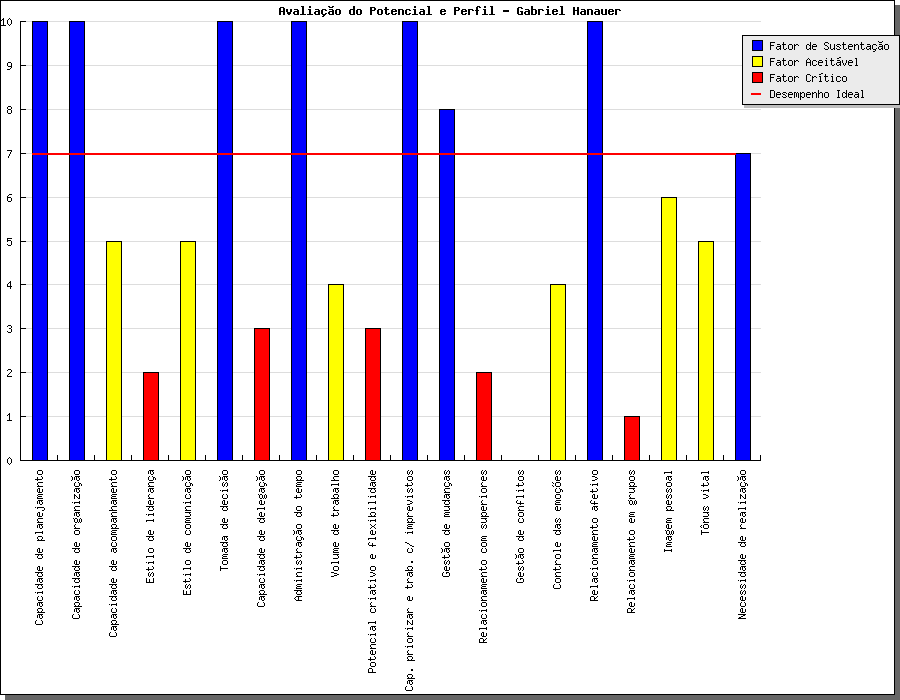 Avaliação do Potencial e Perfil - Gabriel Hanauer
Fator de Sustentação
Fator Aceitável
Fator Crítico
Desempenho Ideal
10
9
8
7
6
5
4
3
2
1
0
Capacidade de planejamento
Capacidade de organização
Capacidade de acompanhamento
Estilo de liderança
Estilo de comunicação
Tomada de decisão
Capacidade de delegação
Administração do tempo
Volume de trabalho
Potencial criativo e flexibilidade
Cap. priorizar e trab. c/ imprevistos
Gestão de mudanças
Relacionamento com superiores
Gestão de conflitos
Controle das emoções
Relacionamento afetivo
Relacionamento em grupos
Imagem pessoal
Tônus vital
Necessidade de realização